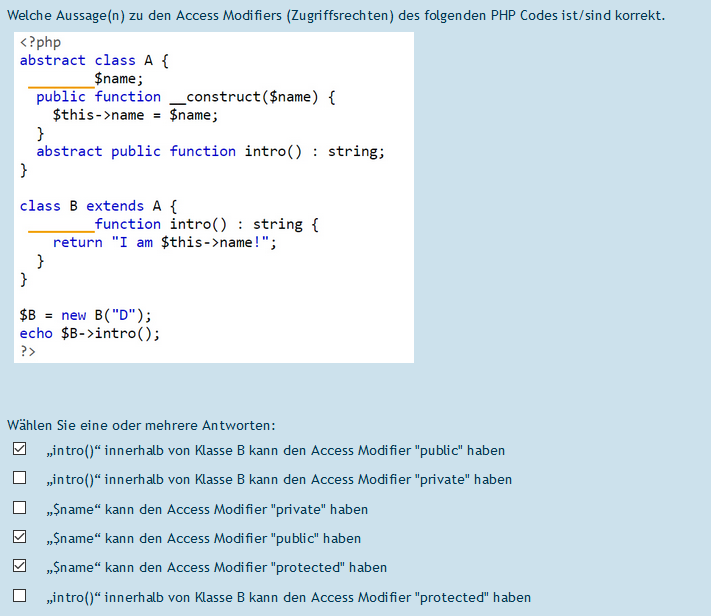 Welche Aussage(n) zu den Access Modifiers (Zugriffsrechten) des folgenden PHP Codes ist/sind korrekt.
<?php
abstract class A {
________$name;
public function __construct($name) {
$this->name = $name;
}
abstract public function intro() : string;
}
class B extends A {
________function intro() : string {
return "I am $this->name!";
}
}
$B = new B("D");
echo $B->intro();
?>
Wählen Sie eine oder mehrere Antworten:
„intro()“ innerhalb von Klasse B kann den Access Modifier "public" haben
„intro()“ innerhalb von Klasse B kann den Access Modifier "private" haben
„$name“ kann den Access Modifier "private" haben
„$name“ kann den Access Modifier "public" haben
„$name“ kann den Access Modifier "protected" haben
„intro()“ innerhalb von Klasse B kann den Access Modifier "protected" haben